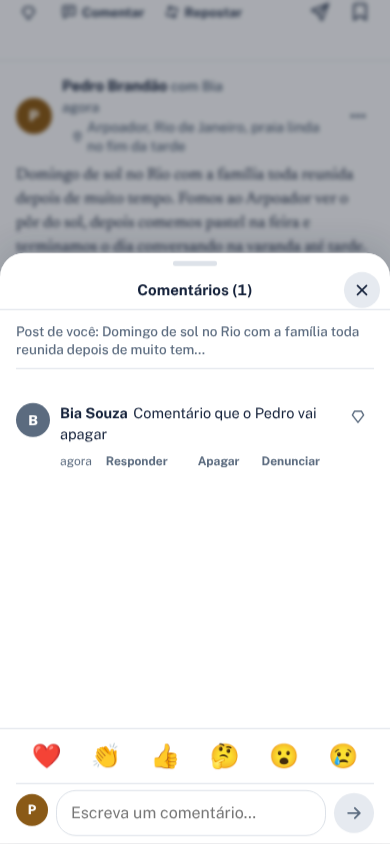 Comentar Repostar
Pedro Brandão com Bia
agora
P
Arpoador, Rio de Janeiro, praia linda
no fim da tarde
Domingo de sol no Rio com a família toda reunida
depois de muito tempo. Fomos ao Arpoador ver o
pôr do sol, depois comemos pastel na feira e
terminamos o dia conversando na varanda até tarde.
Comentários (1)
Post de você: Domingo de sol no Rio com a família toda
reunida depois de muito tem...
B
Bia Souza Comentário que o Pedro vai
apagar
agora Responder Apagar Denunciar
P
Escreva um comentário...